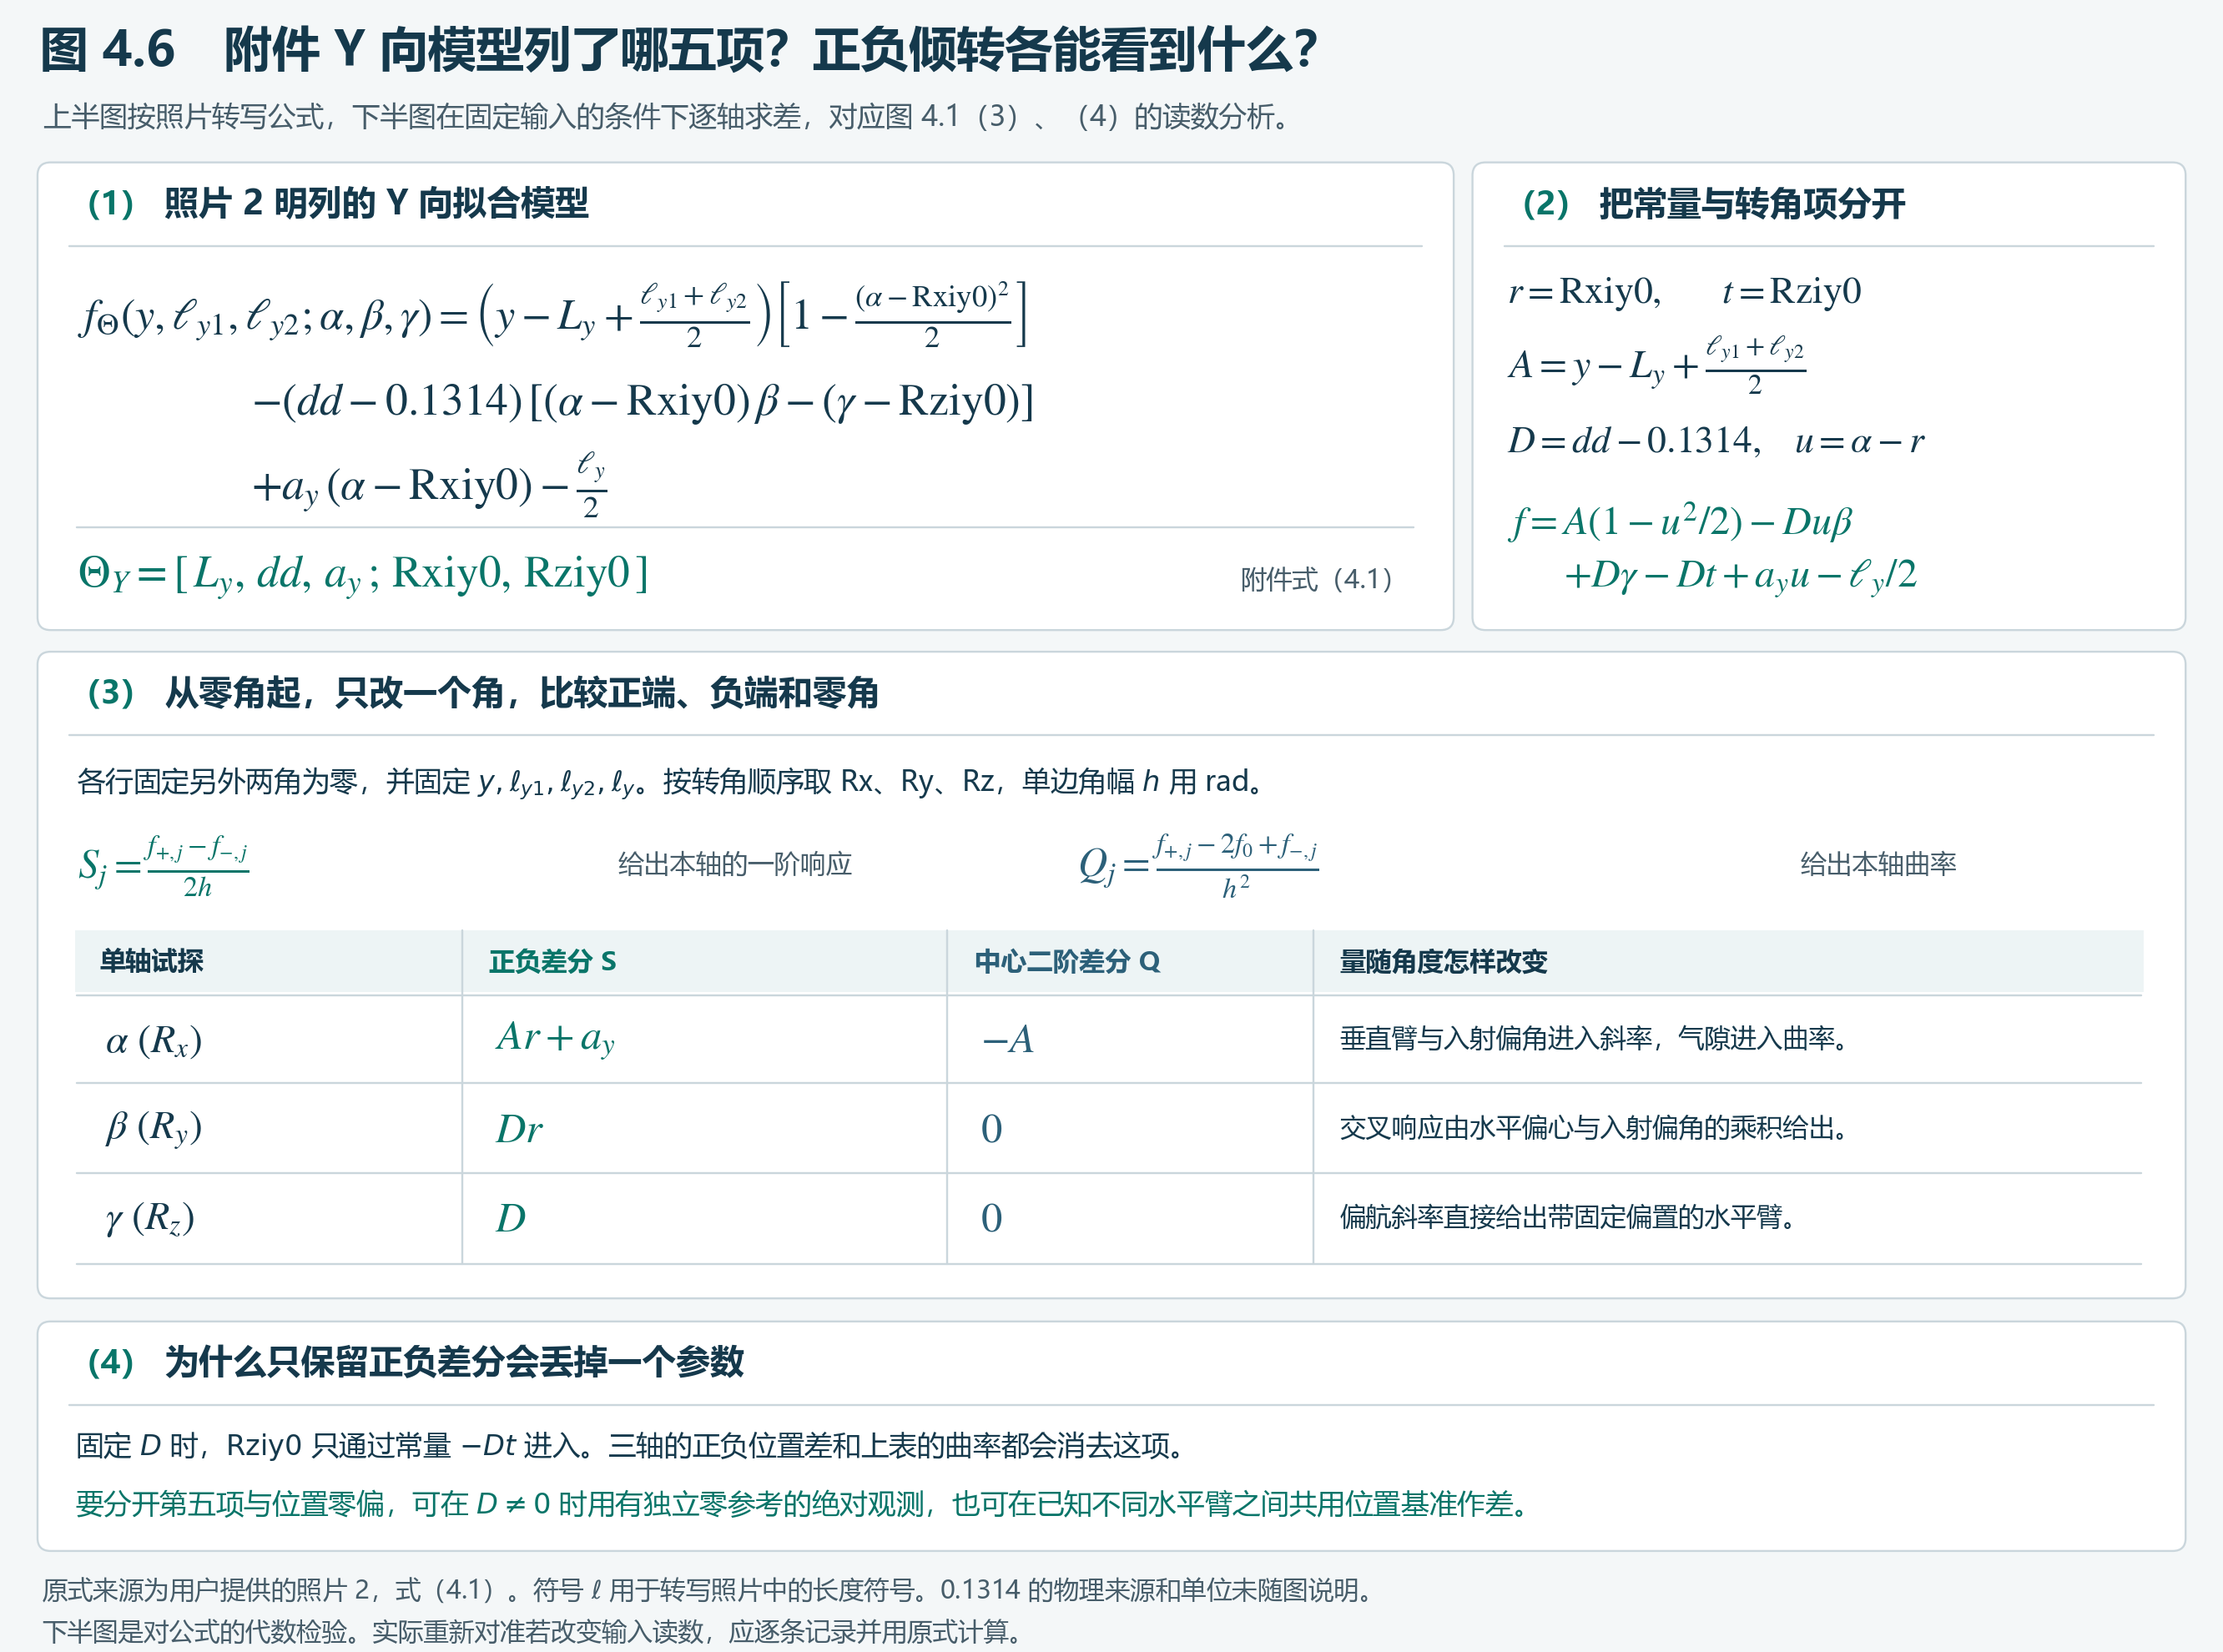 图 4.6 附件 Y 向模型列了哪五项？正负倾转各能看到什么？
上半图按照片转写公式，下半图在固定输入的条件下逐轴求差，对应图 4.1（3）、（4）的读数分析。
（1） 照片 2 明列的 Y 向拟合模型
f_Θ(y, ℓ_y1, ℓ_y2; α, β, γ) = (y − L_y + (ℓ_y1 + ℓ_y2)/2)[1 − (α − Rxiy0)²/2]
−(dd − 0.1314) [(α − Rxiy0) β − (γ − Rziy0)]
+a_y (α − Rxiy0) − ℓ_y/2
Θ_Y = [L_y, dd, a_y; Rxiy0, Rziy0]
附件式（4.1）
（2） 把常量与转角项分开
r = Rxiy0, t = Rziy0
A = y − L_y + (ℓ_y1 + ℓ_y2)/2
D = dd − 0.1314, u = α − r
f = A(1 − u²/2) − Duβ
+Dγ − Dt + a_y u − ℓ_y/2
（3） 从零角起，只改一个角，比较正端、负端和零角
各行固定另外两角为零，并固定 y, ℓ_y1, ℓ_y2, ℓ_y。按转角顺序取 Rx、Ry、Rz，单边角幅 h 用 rad。
S_j = (f_+,j − f_−,j)/2h 给出本轴的一阶响应 Q_j = (f_+,j − 2f_0 + f_−,j)/h² 给出本轴曲率
单轴试探 正负差分 S 中心二阶差分 Q 量随角度怎样改变
α (R_x) Ar + a_y −A 垂直臂与入射偏角进入斜率，气隙进入曲率。
β (R_y) Dr 0 交叉响应由水平偏心与入射偏角的乘积给出。
γ (R_z) D 0 偏航斜率直接给出带固定偏置的水平臂。
（4） 为什么只保留正负差分会丢掉一个参数
固定 D 时，Rziy0 只通过常量 −Dt 进入。三轴的正负位置差和上表的曲率都会消去这项。
要分开第五项与位置零偏，可在 D ≠ 0 时用有独立零参考的绝对观测，也可在已知不同水平臂之间共用位置基准作差。
原式来源为用户提供的照片 2，式（4.1）。符号 ℓ 用于转写照片中的长度符号。0.1314 的物理来源和单位未随图说明。
下半图是对公式的代数检验。实际重新对准若改变输入读数，应逐条记录并用原式计算。